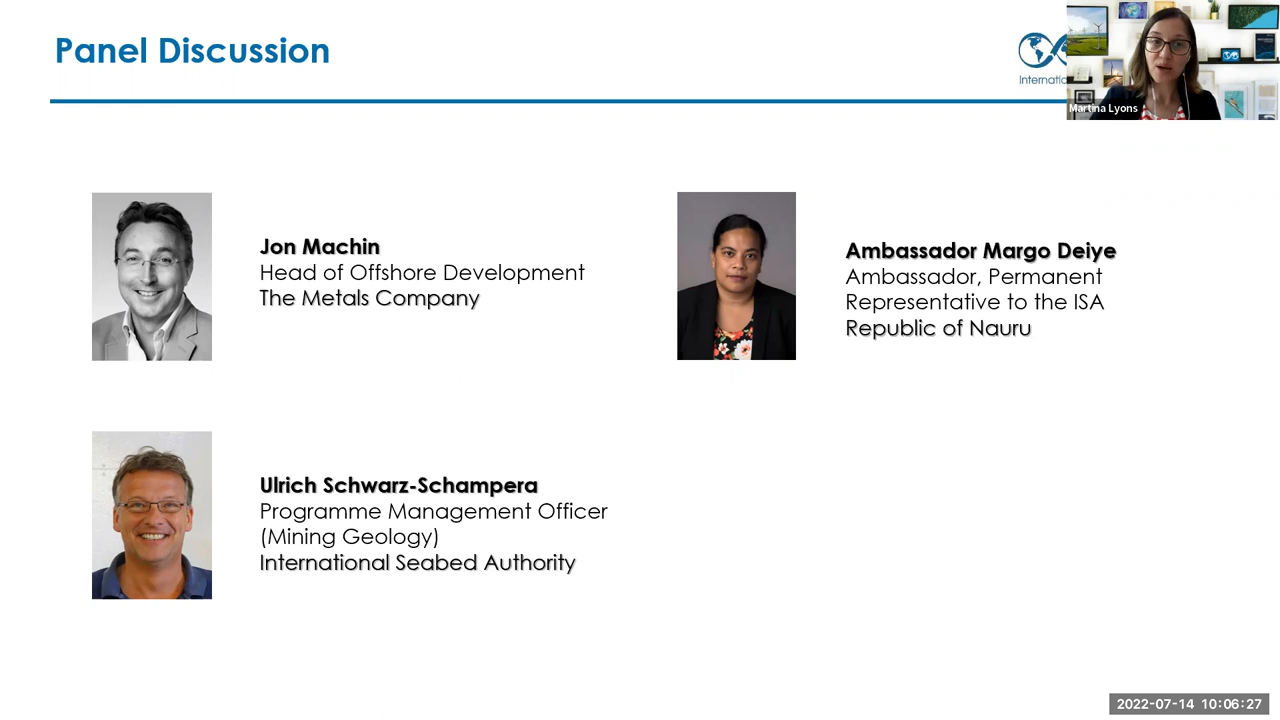 Panel Discussion
Internatio
Martina Lyons
Jon Machin
Head of Offshore Development
The Metals Company
Ambassador Margo Deiye
Ambassador, Permanent
Representative to the ISA
Republic of Nauru
Ulrich Schwarz-Schampera
Programme Management Officer
(Mining Geology)
International Seabed Authority
2022-07-14 10:06:27